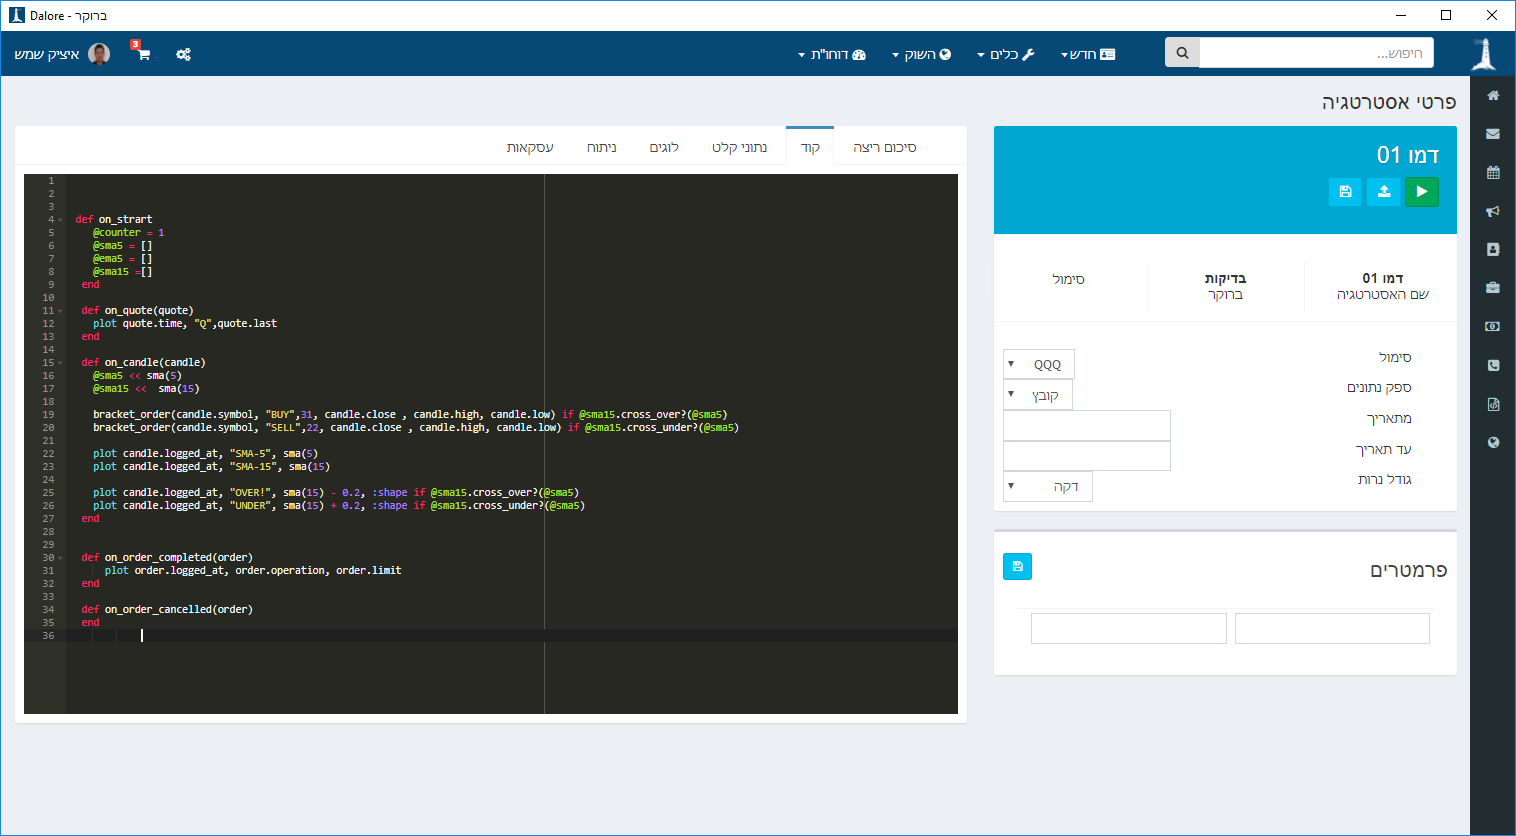 Dalore - ברוקר
חיפוש...
חדש
כלים
השוק
דוחו"ת
3
איציק שמש
פרטי אסטרטגיה
דמו 01
דמו 01
שם האסטרטגיה
בדיקות
ברוקר
סימול
סימול
QQQ
ספק נתונים
קובץ
מתאריך
עד תאריך
גודל נרות
דקה
פרמטרים
סיכום ריצה
קוד
נתוני קלט
לוגים
ניתוח
עסקאות
1
2
3
4 def on_strart
5 @counter = 1
6 @sma5 = []
7 @ema5 = []
8 @sma15 =[]
9 end
10
11 def on_quote(quote)
12 plot quote.time, "Q",quote.last
13 end
14
15 def on_candle(candle)
16 @sma5 << sma(5)
17 @sma15 <<  sma(15)
18
19 bracket_order(candle.symbol, "BUY",31, candle.close , candle.high, candle.low) if @sma15.cross_over?(@sma5)
20 bracket_order(candle.symbol, "SELL",22, candle.close , candle.high, candle.low) if @sma15.cross_under?(@sma5)
21
22 plot candle.logged_at, "SMA-5", sma(5)
23 plot candle.logged_at, "SMA-15", sma(15)
24
25 plot candle.logged_at, "OVER!", sma(15) - 0.2, :shape if @sma15.cross_over?(@sma5)
26 plot candle.logged_at, "UNDER", sma(15) + 0.2, :shape if @sma15.cross_under?(@sma5)
27 end
28
29
30 def on_order_completed(order)
31 plot order.logged_at, order.operation, order.limit
32 end
33
34 def on_order_cancelled(order)
35 end
36